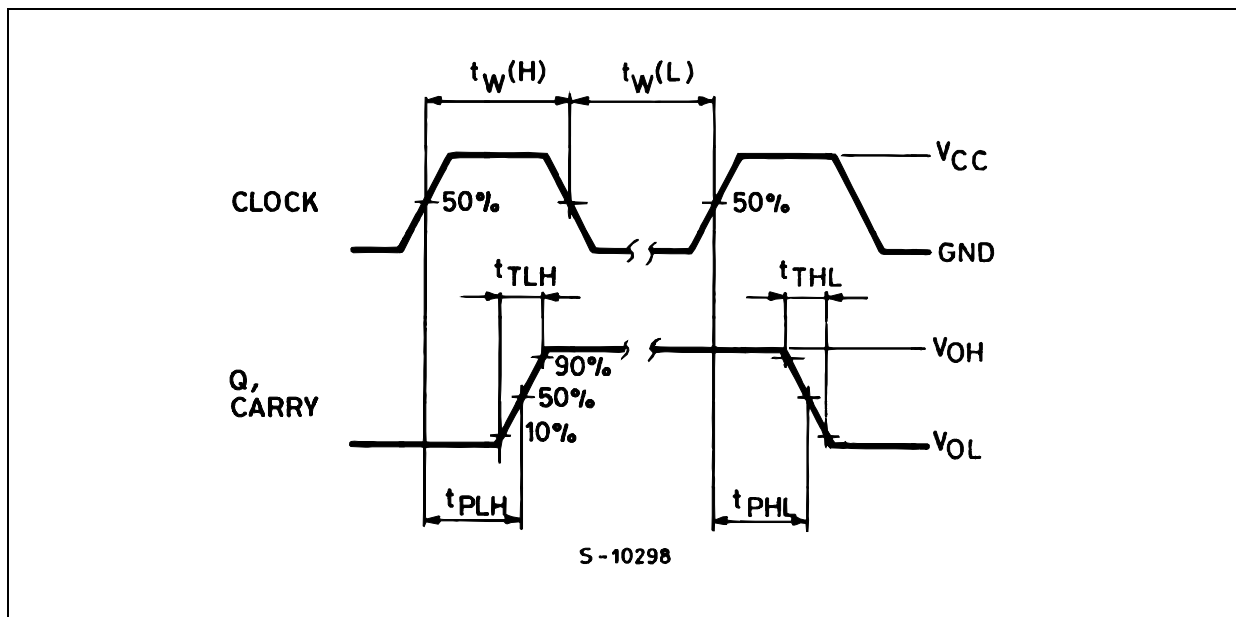 tW(H) tW(L)
VCC
CLOCK 50% 50%
GND
tTLH tTHL
VOH
90%
Q,
CARRY
50%
10%
VOL
tPLH tPHL
S-10298